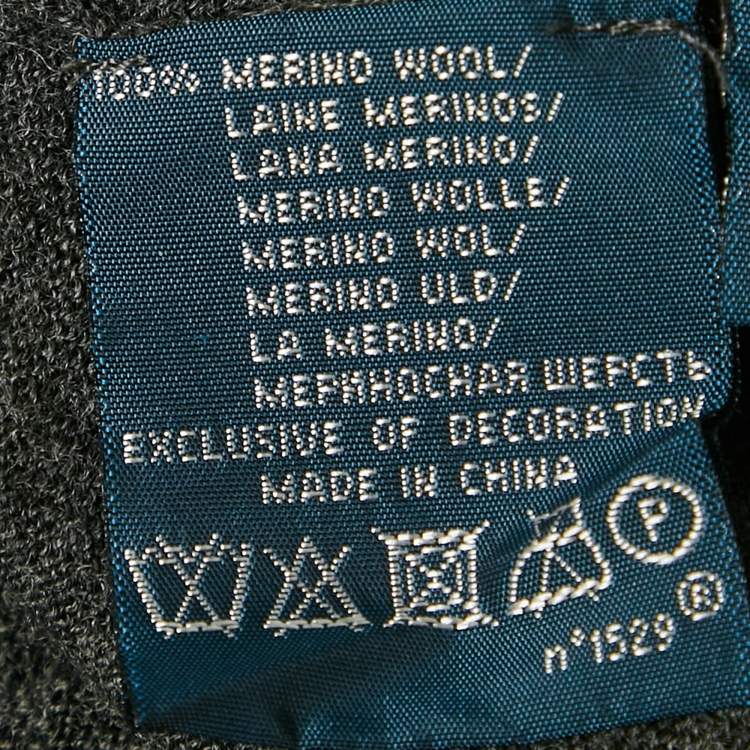 100% MERINO WOOL/
LAINE MERINOS/
LANA MERINO/
MERINO WOLLE/
MERINO WOL/
MERINO ULD/
LA MERINO/
МЕРИНОСНАЯ ШЕРСТЬ
EXCLUSIVE OF DECORATION
MADE IN CHINA
P
n°1529 ®